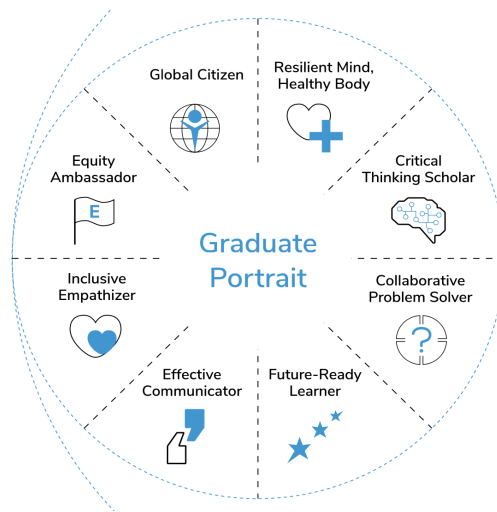 Global Citizen
Resilient Mind,
Healthy Body
Equity
Ambassador
E
Critical
Thinking Scholar
Graduate
Portrait
Inclusive
Empathizer
Collaborative
Problem Solver
?
Effective
Communicator
Future-Ready
Learner